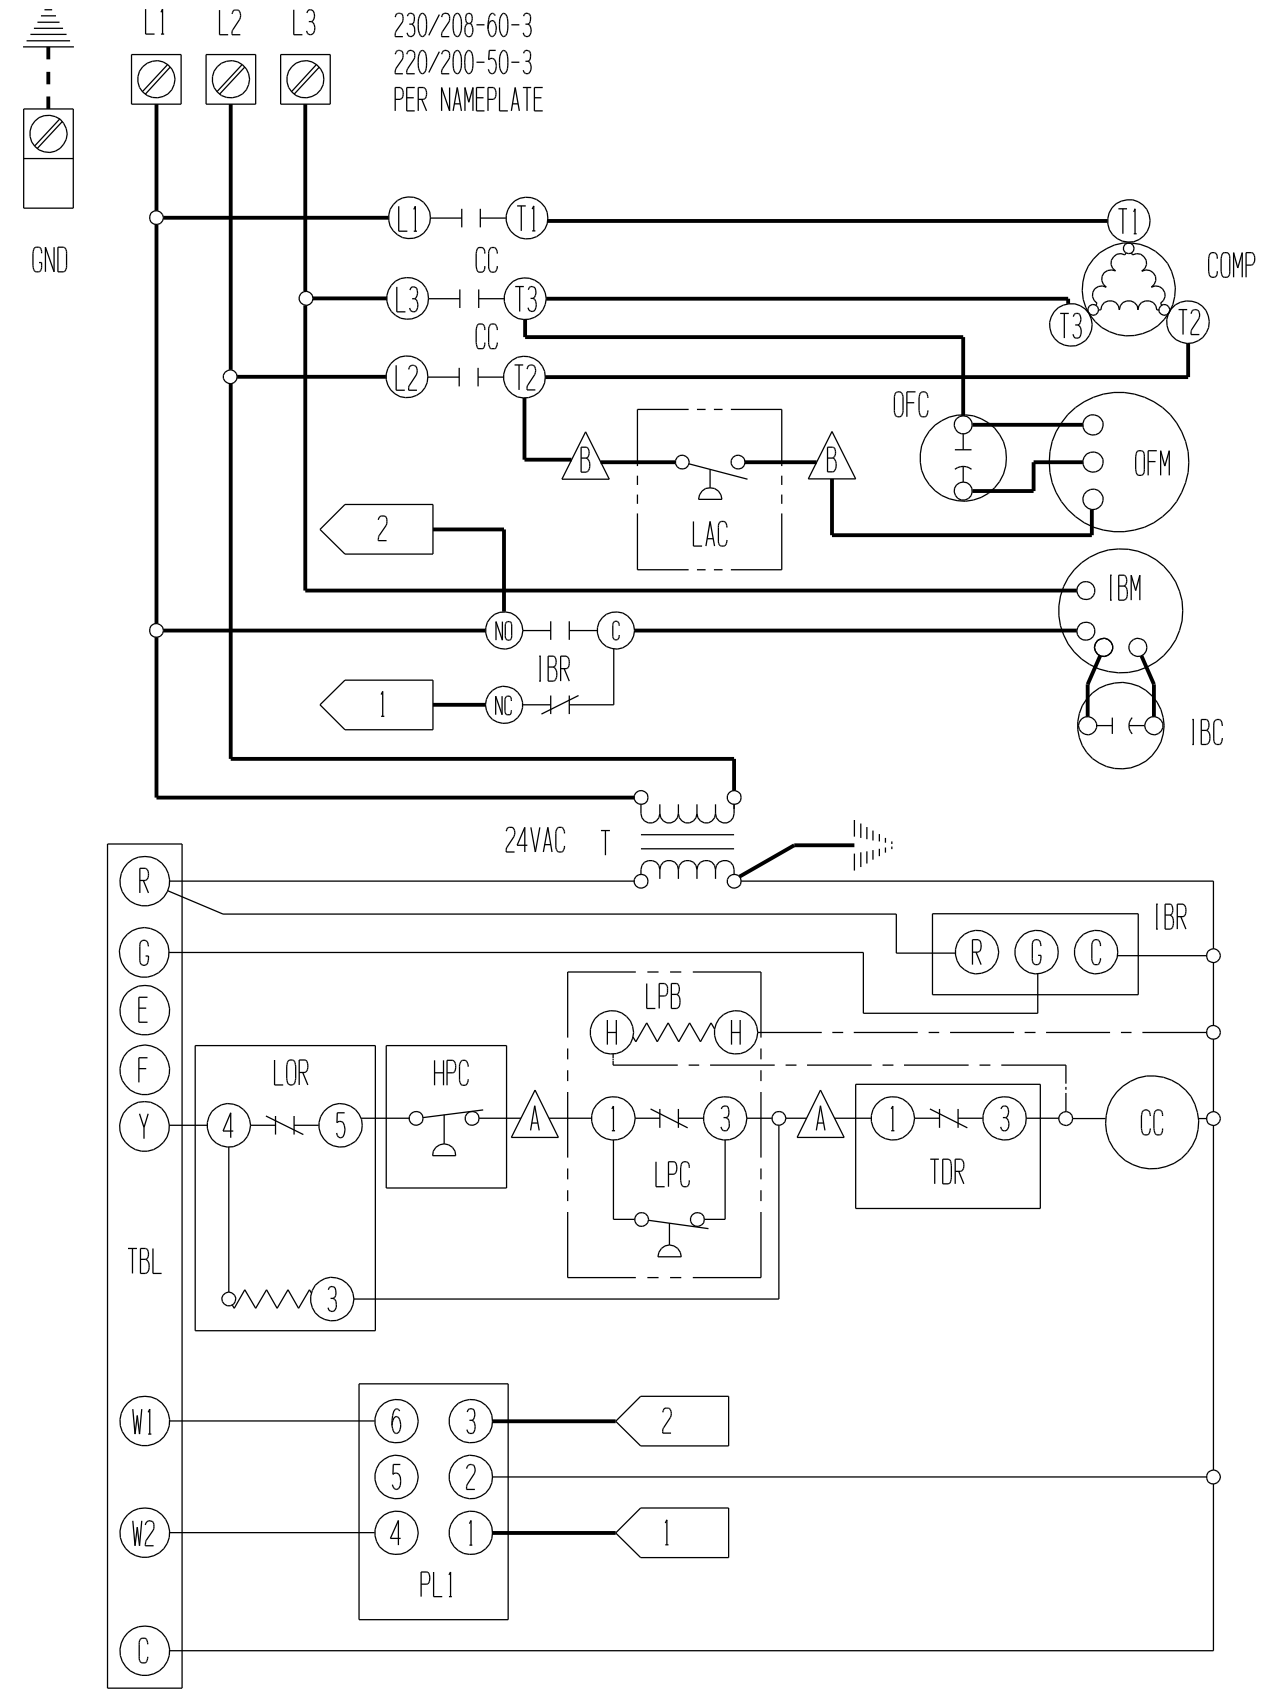 L1 L2 L3
230/208-60-3
220/200-50-3
PER NAMEPLATE
GND
L1 T1 T1
CC
COMP
L3 T3 T3 T2
CC
L2 T2
OFC
B B OFM
LAC
2
IBM
NO C
IBR
1 NC
IBC
24VAC T
R
IBR
G R G C
E
LPB
H H
F
LOR HPC
Y 4 5 A 1 3 A 1 3 CC
LPC TDR
TBL
3
W1 6 3 2
5 2
W2 4 1 1
PL1
C